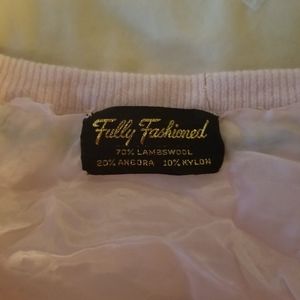 Fully Fashioned
70% LAMBSWOOL
20% ANGORA 10% NYLON